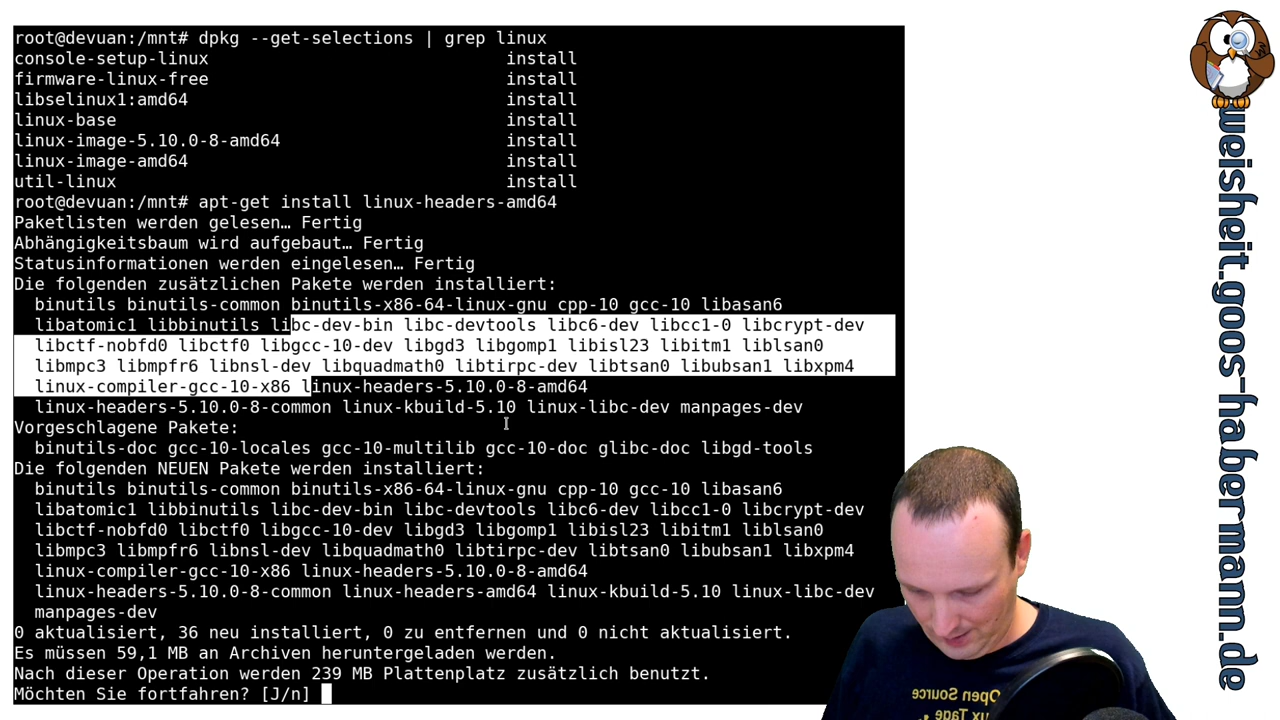 root@devuan:/mnt# dpkg --get-selections | grep linux
console-setup-linux install
firmware-linux-free install
libselinux1:amd64 install
linux-base install
linux-image-5.10.0-8-amd64 install
linux-image-amd64 install
util-linux install
root@devuan:/mnt# apt-get install linux-headers-amd64
Paketlisten werden gelesen… Fertig
Abhängigkeitsbaum wird aufgebaut… Fertig
Statusinformationen werden eingelesen… Fertig
Die folgenden zusätzlichen Pakete werden installiert:
binutils binutils-common binutils-x86-64-linux-gnu cpp-10 gcc-10 libasan6
libatomic1 libbinutils libc-dev-bin libc-devtools libc6-dev libcc1-0 libcrypt-dev
libctf-nobfd0 libctf0 libgcc-10-dev libgd3 libgomp1 libisl23 libitm1 liblsan0
libmpc3 libmpfr6 libnsl-dev libquadmath0 libtirpc-dev libtsan0 libubsan1 libxpm4
linux-compiler-gcc-10-x86 linux-headers-5.10.0-8-amd64
linux-headers-5.10.0-8-common linux-kbuild-5.10 linux-libc-dev manpages-dev
Vorgeschlagene Pakete:
binutils-doc gcc-10-locales gcc-10-multilib gcc-10-doc glibc-doc libgd-tools
Die folgenden NEUEN Pakete werden installiert:
binutils binutils-common binutils-x86-64-linux-gnu cpp-10 gcc-10 libasan6
libatomic1 libbinutils libc-dev-bin libc-devtools libc6-dev libcc1-0 libcrypt-dev
libctf-nobfd0 libctf0 libgcc-10-dev libgd3 libgomp1 libisl23 libitm1 liblsan0
libmpc3 libmpfr6 libnsl-dev libquadmath0 libtirpc-dev libtsan0 libubsan1 libxpm4
linux-compiler-gcc-10-x86 linux-headers-5.10.0-8-amd64
linux-headers-5.10.0-8-common linux-headers-amd64 linux-kbuild-5.10 linux-libc-dev
manpages-dev
0 aktualisiert, 36 neu installiert, 0 zu entfernen und 0 nicht aktualisiert.
Es müssen 59,1 MB an Archiven heruntergeladen werden.
Nach dieser Operation werden 239 MB Plattenplatz zusätzlich benutzt.
Möchten Sie fortfahren? [J/n]
weisheit.goos-habermann.de
Open Source
ux Tage